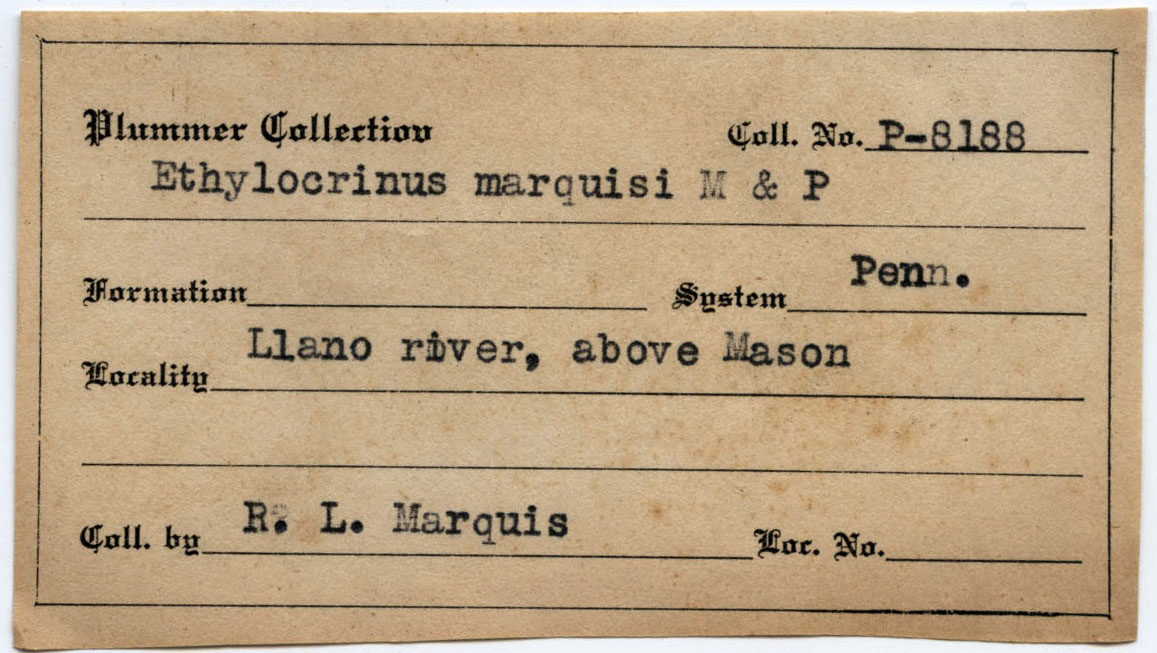 Plummer Collection Coll. No. P-8188
Ethylocrinus marquisi M & P
Formation System Penn.
Locality Llano river, above Mason
Coll. by R. L. Marquis Loc. No.